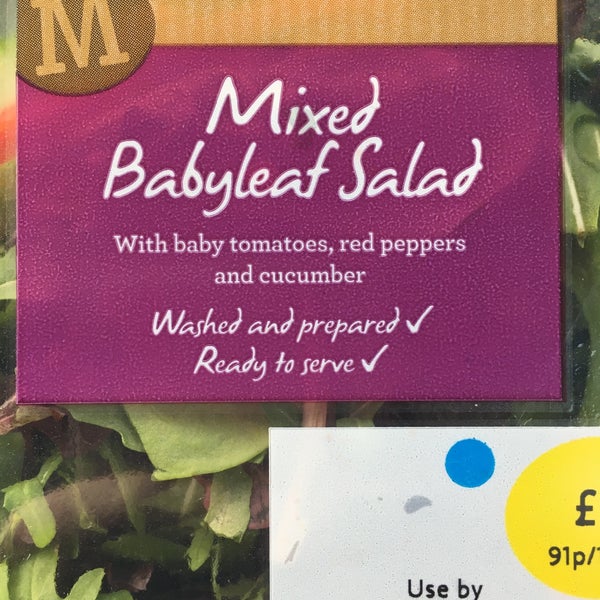 M
Mixed
Babyleaf Salad
With baby tomatoes, red peppers
and cucumber
Washed and prepared ✓
Ready to serve ✓
£
91p/1
Use by